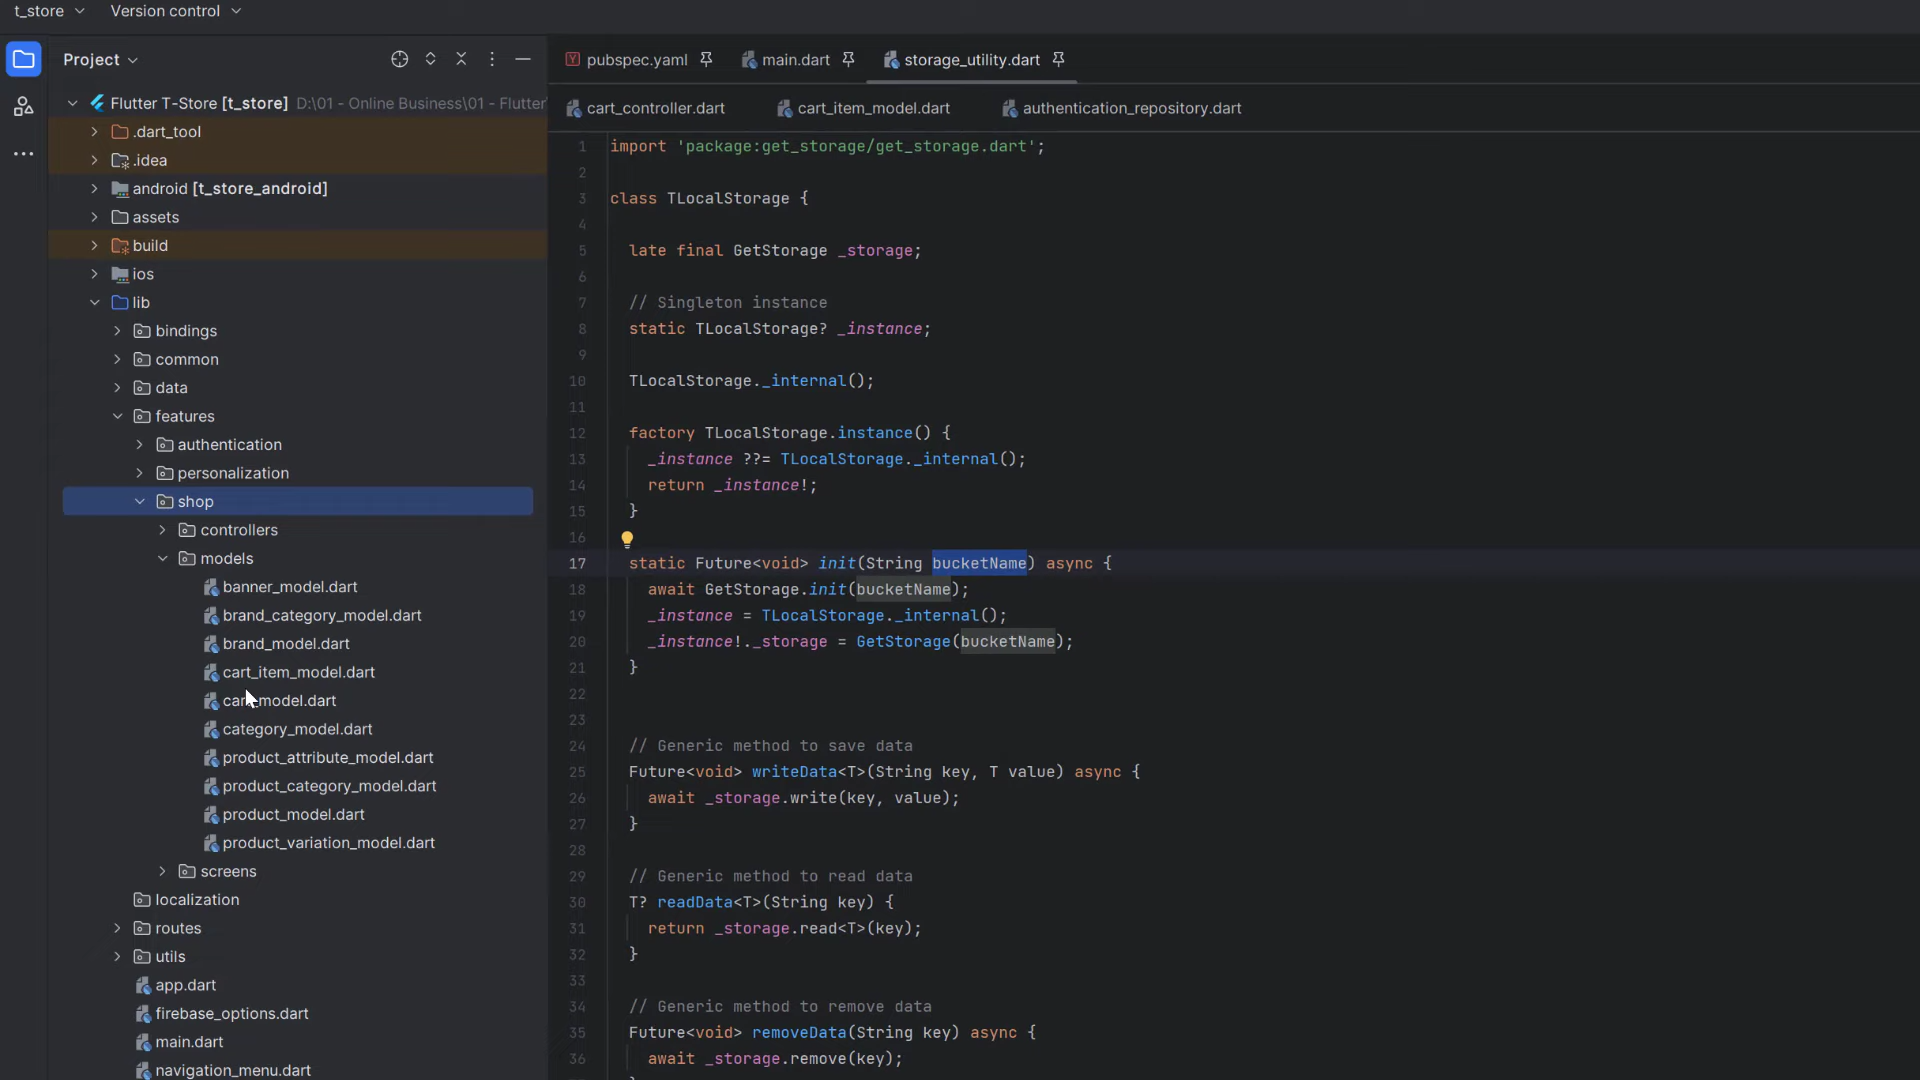 t_store Version control
Project
Flutter T-Store [t_store] D:\01 - Online Business\01 - Flutter
.dart_tool
.idea
android [t_store_android]
assets
build
ios
lib
bindings
common
data
features
authentication
personalization
shop
controllers
models
banner_model.dart
brand_category_model.dart
brand_model.dart
cart_item_model.dart
cart_model.dart
category_model.dart
product_attribute_model.dart
product_category_model.dart
product_model.dart
product_variation_model.dart
screens
localization
routes
utils
app.dart
firebase_options.dart
main.dart
navigation_menu.dart
pubspec.yaml main.dart storage_utility.dart
cart_controller.dart cart_item_model.dart authentication_repository.dart
1 import 'package:get_storage/get_storage.dart';
2
3 class TLocalStorage {
4
5 late final GetStorage _storage;
6
7 // Singleton instance
8 static TLocalStorage? _instance;
9
10 TLocalStorage._internal();
11
12 factory TLocalStorage.instance() {
13 _instance ??= TLocalStorage._internal();
14 return _instance!;
15 }
16
17 static Future<void> init(String bucketName) async {
18 await GetStorage.init(bucketName);
19 _instance = TLocalStorage._internal();
20 _instance!._storage = GetStorage(bucketName);
21 }
22
23
24 // Generic method to save data
25 Future<void> writeData<T>(String key, T value) async {
26 await _storage.write(key, value);
27 }
28
29 // Generic method to read data
30 T? readData<T>(String key) {
31 return _storage.read<T>(key);
32 }
33
34 // Generic method to remove data
35 Future<void> removeData(String key) async {
36 await _storage.remove(key);